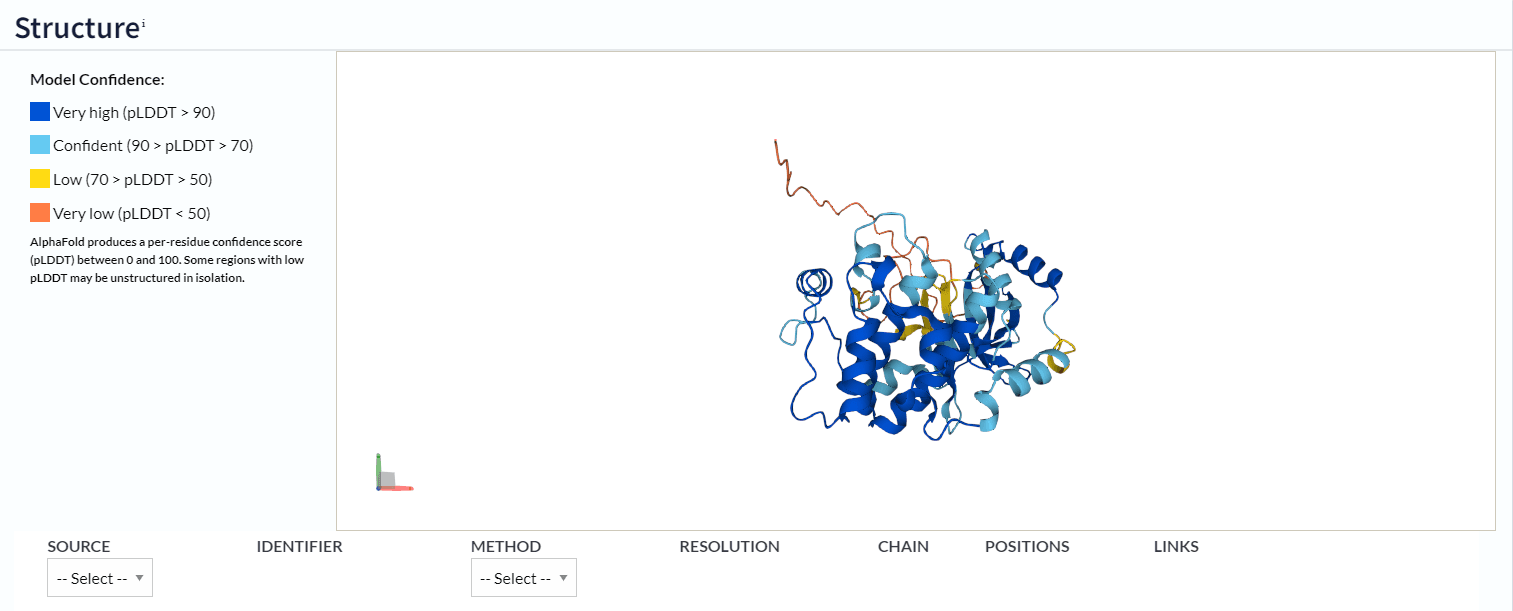 Structure i
Model Confidence:
Very high (pLDDT > 90)
Confident (90 > pLDDT > 70)
Low (70 > pLDDT > 50)
Very low (pLDDT < 50)
AlphaFold produces a per-residue confidence score
(pLDDT) between 0 and 100. Some regions with low
pLDDT may be unstructured in isolation.
SOURCE IDENTIFIER METHOD RESOLUTION CHAIN POSITIONS LINKS
-- Select -- -- Select --